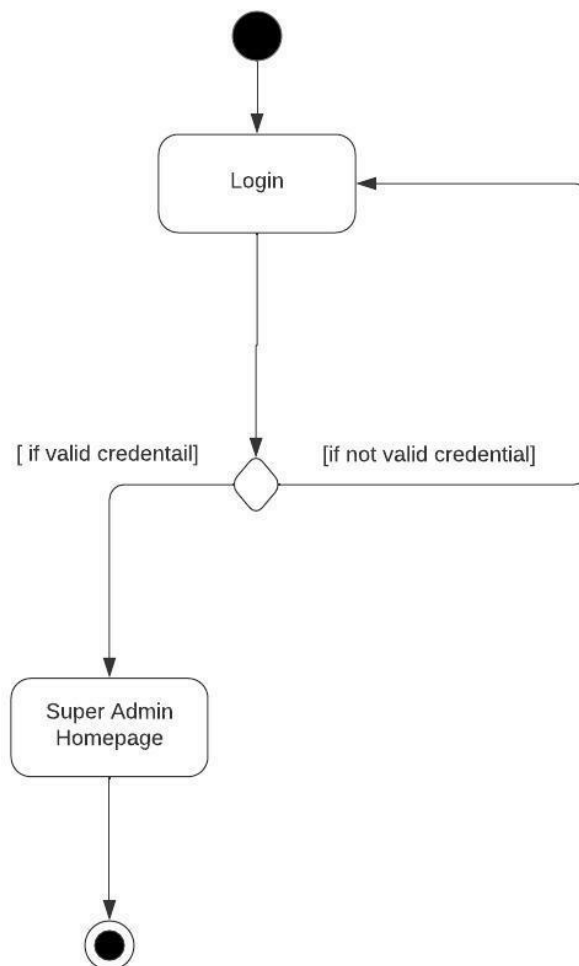 Login
[ if valid credentail]
[if not valid credential]
Super Admin
Homepage